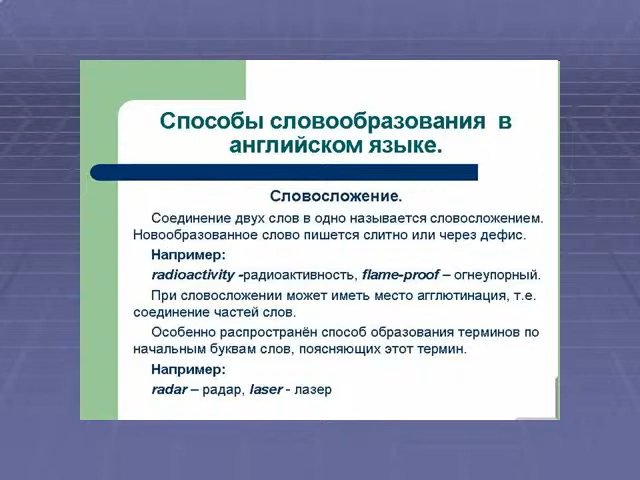 Способы словообразования в
английском языке.
Словосложение.
Соединение двух слов в одно называется словосложением.
Новообразованное слово пишется слитно или через дефис.
Например:
radioactivity -радиоактивность, flame-proof – огнеупорный.
При словосложении может иметь место агглютинация, т.е.
соединение частей слов.
Особенно распространён способ образования терминов по
начальным буквам слов, поясняющих этот термин.
Например:
radar – радар, laser - лазер